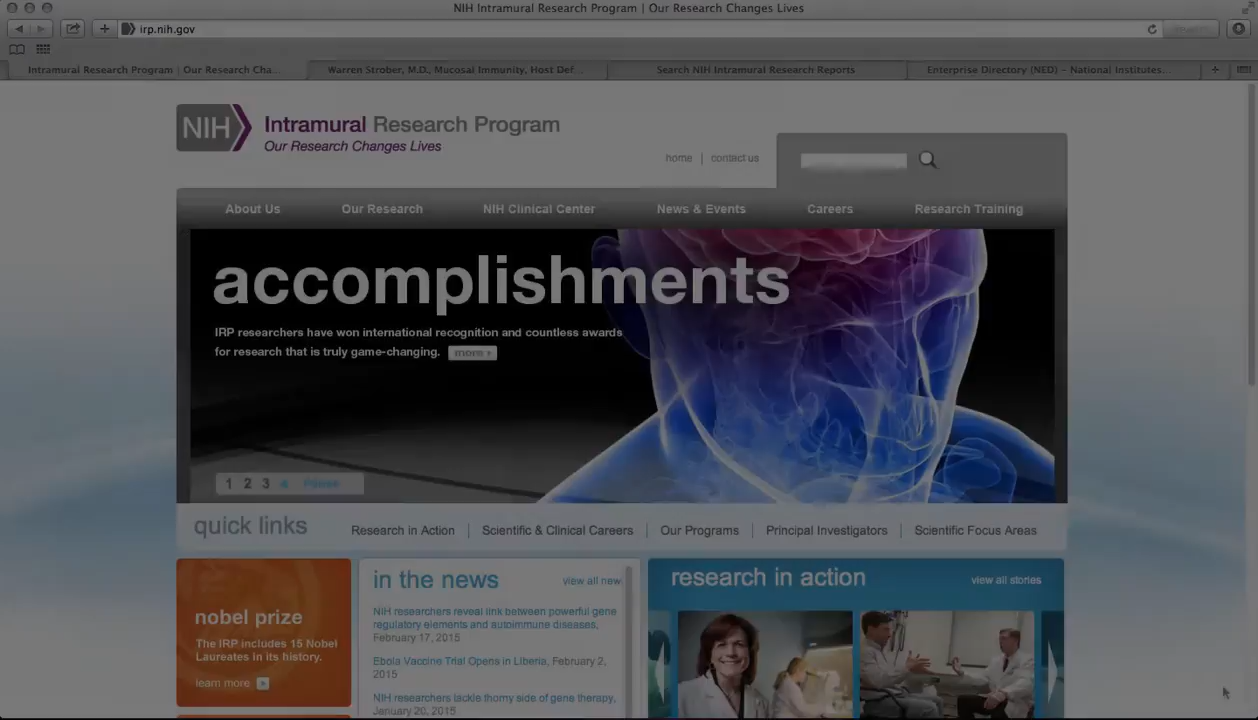 NIH Intramural Research Program | Our Research Changes Lives
irp.nih.gov
Intramural Research Program | Our Research Cha...
Warren Strober, M.D., Mucosal Immunity, Host Def...
Search NIH Intramural Research Reports
Enterprise Directory (NED) – National Institutes...
NIH
Intramural Research Program
Our Research Changes Lives
home | contact us
About Us
Our Research
NIH Clinical Center
News & Events
Careers
Research Training
accomplishments
IRP researchers have won international recognition and countless awards
for research that is truly game-changing. more »
1 2 3 Pause
quick links
Research in Action | Scientific & Clinical Careers | Our Programs | Principal Investigators | Scientific Focus Areas
nobel prize
The IRP includes 15 Nobel
Laureates in its history.
learn more
in the news
view all new
NIH researchers reveal link between powerful gene
regulatory elements and autoimmune diseases,
February 17, 2015
Ebola Vaccine Trial Opens in Liberia, February 2,
2015
NIH researchers tackle thorny side of gene therapy,
January 20, 2015
research in action
view all stories